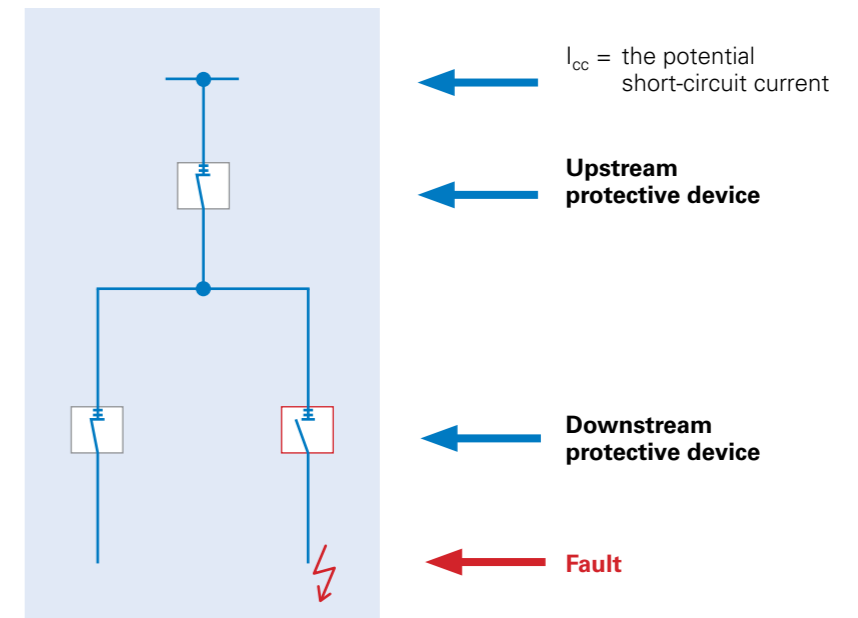 Icc = the potential
short-circuit current
Upstream
protective device
Downstream
protective device
Fault